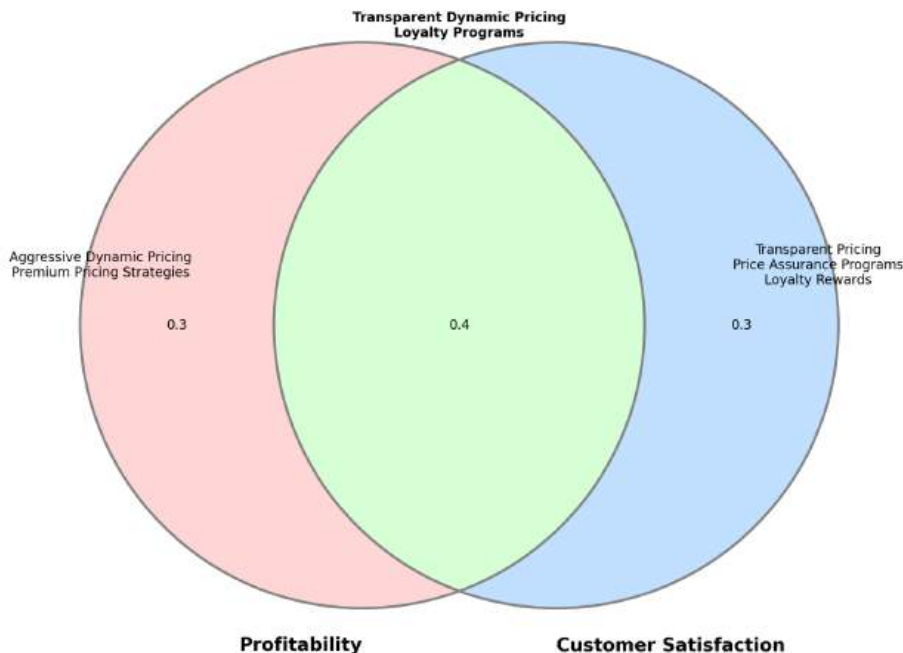 Transparent Dynamic Pricing
Loyalty Programs
Aggressive Dynamic Pricing
Premium Pricing Strategies
Transparent Pricing
Price Assurance Programs
Loyalty Rewards
0.3
0.4
0.3
Profitability
Customer Satisfaction